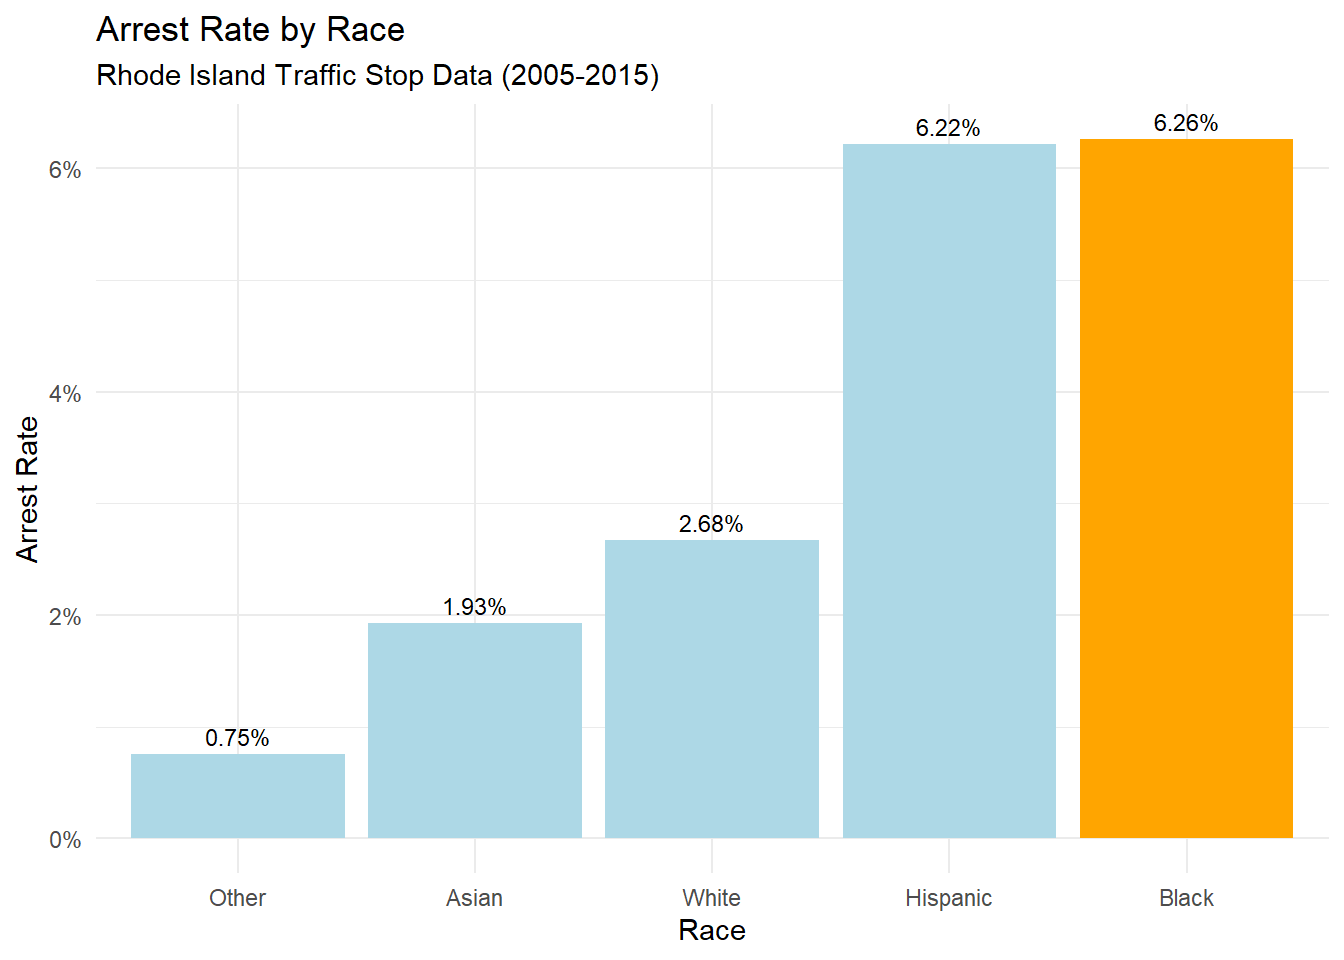 Arrest Rate by Race
Rhode Island Traffic Stop Data (2005-2015)
Arrest Rate
6%
4%
2%
0%
0.75%
1.93%
2.68%
6.22%
6.26%
Other
Asian
White
Hispanic
Black
Race